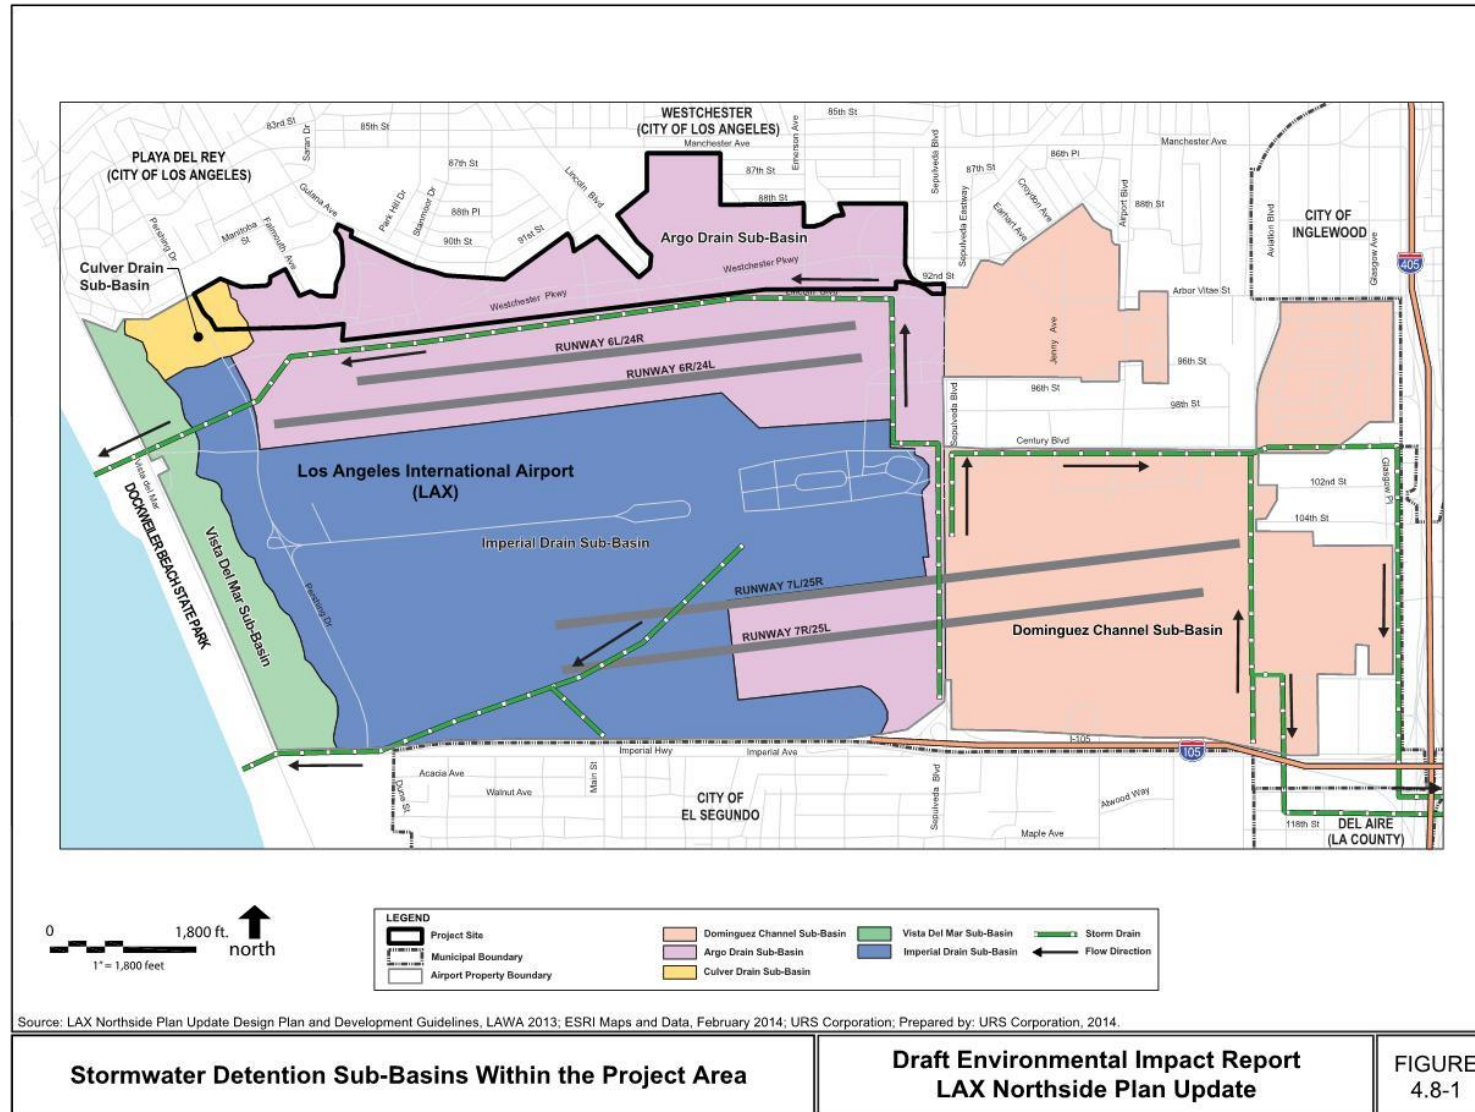 WESTCHESTER
(CITY OF LOS ANGELES)
Manchester Ave
83rd St
85th St
Saran Dr
Emerson Ave
85th St
Sepulveda Blvd
86th Pl
Manchester Ave
PLAYA DEL REY
(CITY OF LOS ANGELES)
87th St
Lincoln Blvd
87th St
87th St
Croydon Ave
Airport Blvd
Gulana Ave
Park Hill Dr
Stanmoor Dr
88th St
Sepulveda Eastway
Earhart Ave
88th St
CITY OF
INGLEWOOD
Aviation Blvd
Glasgow Ave
405
Pershing Dr
Manitoba
St
Falmouth Ave
88th Pl
90th St
91st St
Argo Drain Sub-Basin
Culver Drain
Sub-Basin
Westchester Pkwy
92nd St
Westchester Pkwy
Lincoln Blvd
Arbor Vitae St
Jenny Ave
RUNWAY 6L/24R
RUNWAY 6R/24L
96th St
96th St
98th St
Sepulveda Blvd
Century Blvd
Los Angeles International Airport
(LAX)
Vista del Mar
DOCKWEILER BEACH STATE PARK
Vista Del Mar Sub-Basin
Glasgow Pl
102nd St
104th St
Imperial Drain Sub-Basin
Pershing Dr
RUNWAY 7L/25R
RUNWAY 7R/25L
Dominguez Channel Sub-Basin
Imperial Hwy
Imperial Ave
I-105
105
Acacia Ave
Duna St
Walnut Ave
Main St
CITY OF
EL SEGUNDO
Sepulveda Blvd
Atwood Way
Maple Ave
118th St
DEL AIRE
(LA COUNTY)
0
1,800 ft.
1" = 1,800 feet
north
LEGEND
Project Site
Municipal Boundary
Airport Property Boundary
Dominguez Channel Sub-Basin
Argo Drain Sub-Basin
Culver Drain Sub-Basin
Vista Del Mar Sub-Basin
Imperial Drain Sub-Basin
Storm Drain
Flow Direction
Source: LAX Northside Plan Update Design Plan and Development Guidelines, LAWA 2013; ESRI Maps and Data, February 2014; URS Corporation; Prepared by: URS Corporation, 2014.
Stormwater Detention Sub-Basins Within the Project Area
Draft Environmental Impact Report
LAX Northside Plan Update
FIGURE
4.8-1